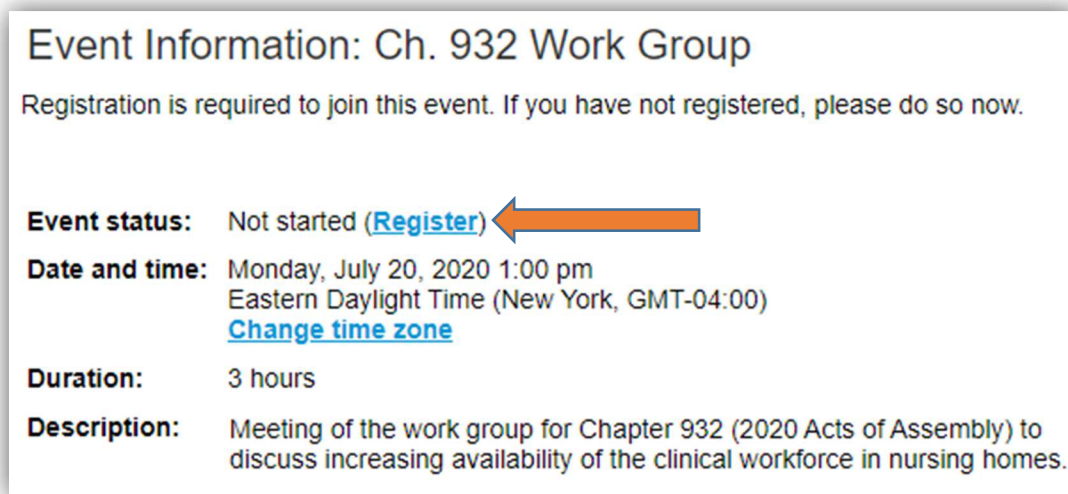 Event Information: Ch. 932 Work Group
Registration is required to join this event. If you have not registered, please do so now.
Event status: Not started (Register)
Date and time: Monday, July 20, 2020 1:00 pm
Eastern Daylight Time (New York, GMT-04:00)
Change time zone
Duration: 3 hours
Description: Meeting of the work group for Chapter 932 (2020 Acts of Assembly) to
discuss increasing availability of the clinical workforce in nursing homes.